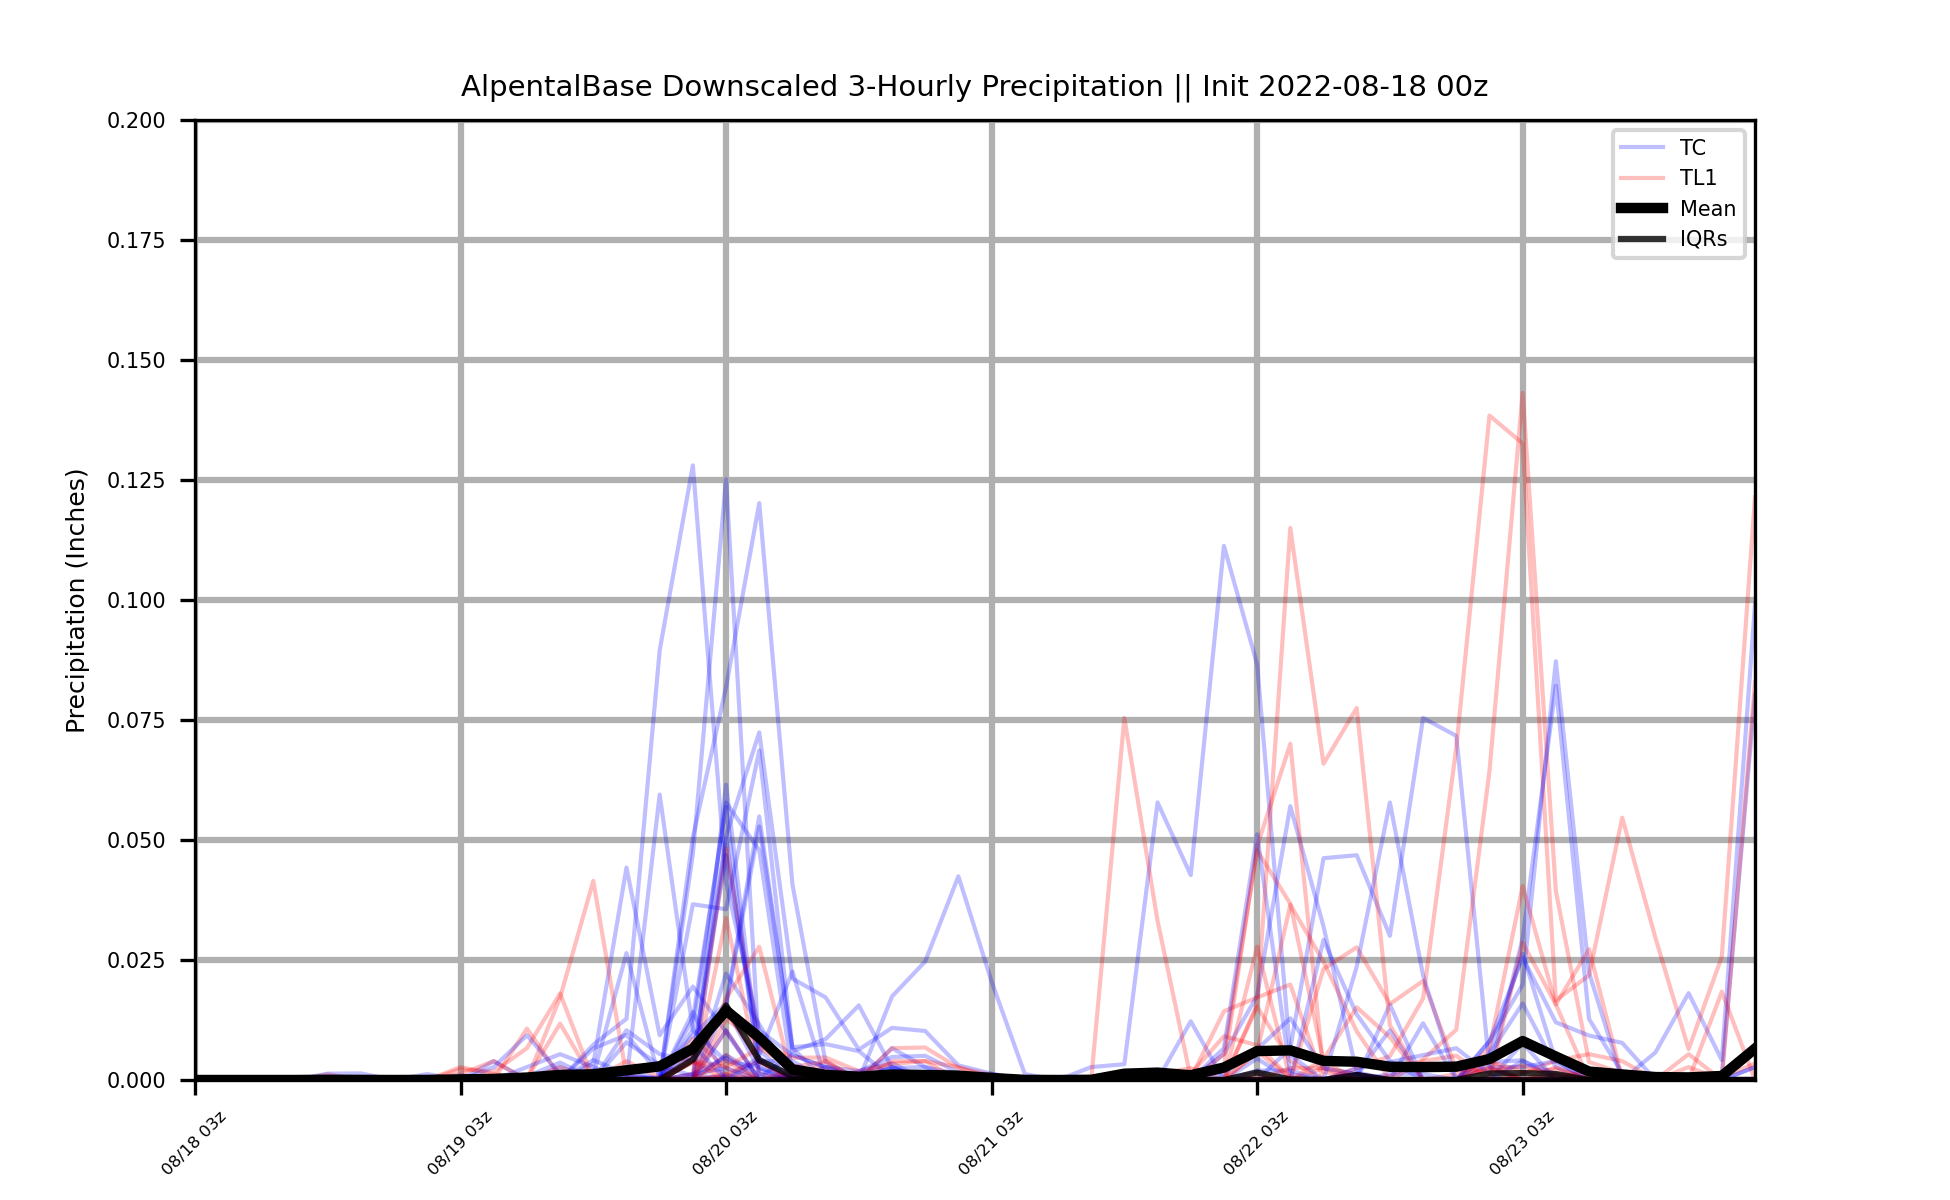 AlpentalBase Downscaled 3-Hourly Precipitation || Init 2022-08-18 00z
TC
TL1
Mean
IQRs
Precipitation (Inches)
0.200
0.175
0.150
0.125
0.100
0.075
0.050
0.025
0.000
08/18 03z
08/19 03z
08/20 03z
08/21 03z
08/22 03z
08/23 03z